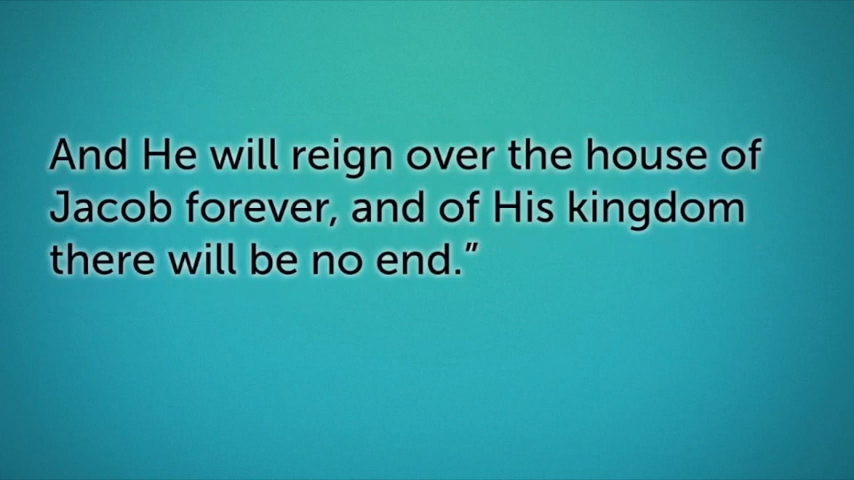 And He will reign over the house of
Jacob forever, and of His kingdom
there will be no end.”